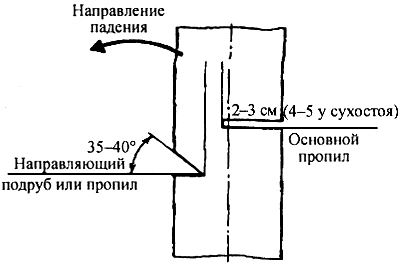 Направление
падения
2–3 см (4–5 у сухостоя)
Основной
пропил
35–40°
Направляющий
подруб или пропил